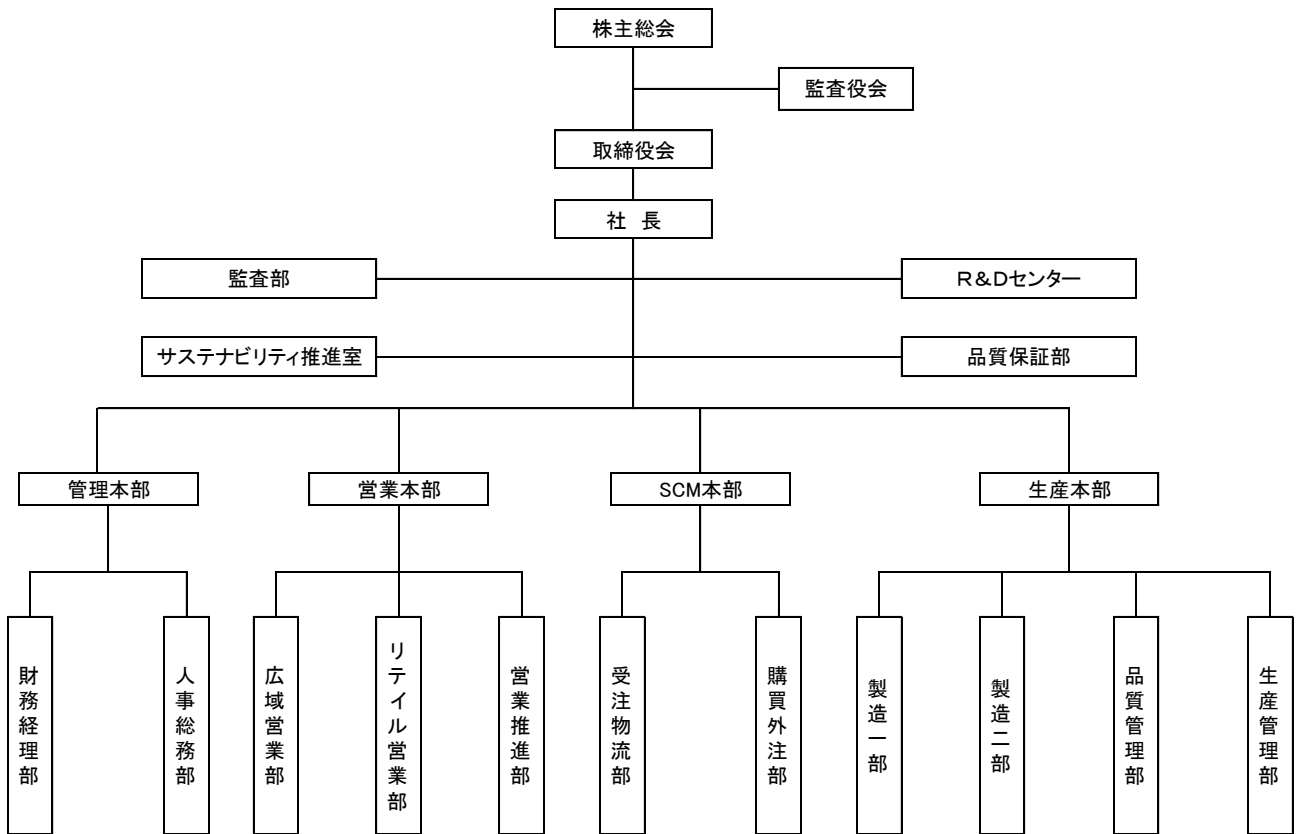 株主総会
監査役会
取締役会
社 長
監査部
R&Dセンター
サステナビリティ推進室
品質保証部
管理本部
営業本部
SCM本部
生産本部
財務経理部
人事総務部
広域営業部
リテイル営業部
営業推進部
受注物流部
購買外注部
製造一部
製造二部
品質管理部
生産管理部